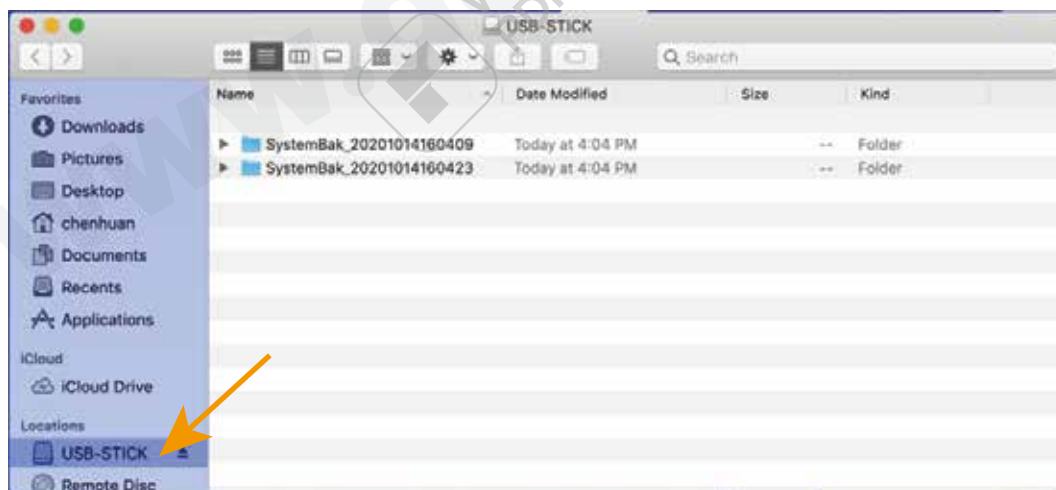 USB-STICK
Search
Favorites
Downloads
Pictures
Desktop
chenhuan
Documents
Recents
Applications
iCloud
iCloud Drive
Locations
USB-STICK
Remote Disc
Name Date Modified Size Kind
SystemBak_20201014160409 Today at 4:04 PM -- Folder
SystemBak_20201014160423 Today at 4:04 PM -- Folder